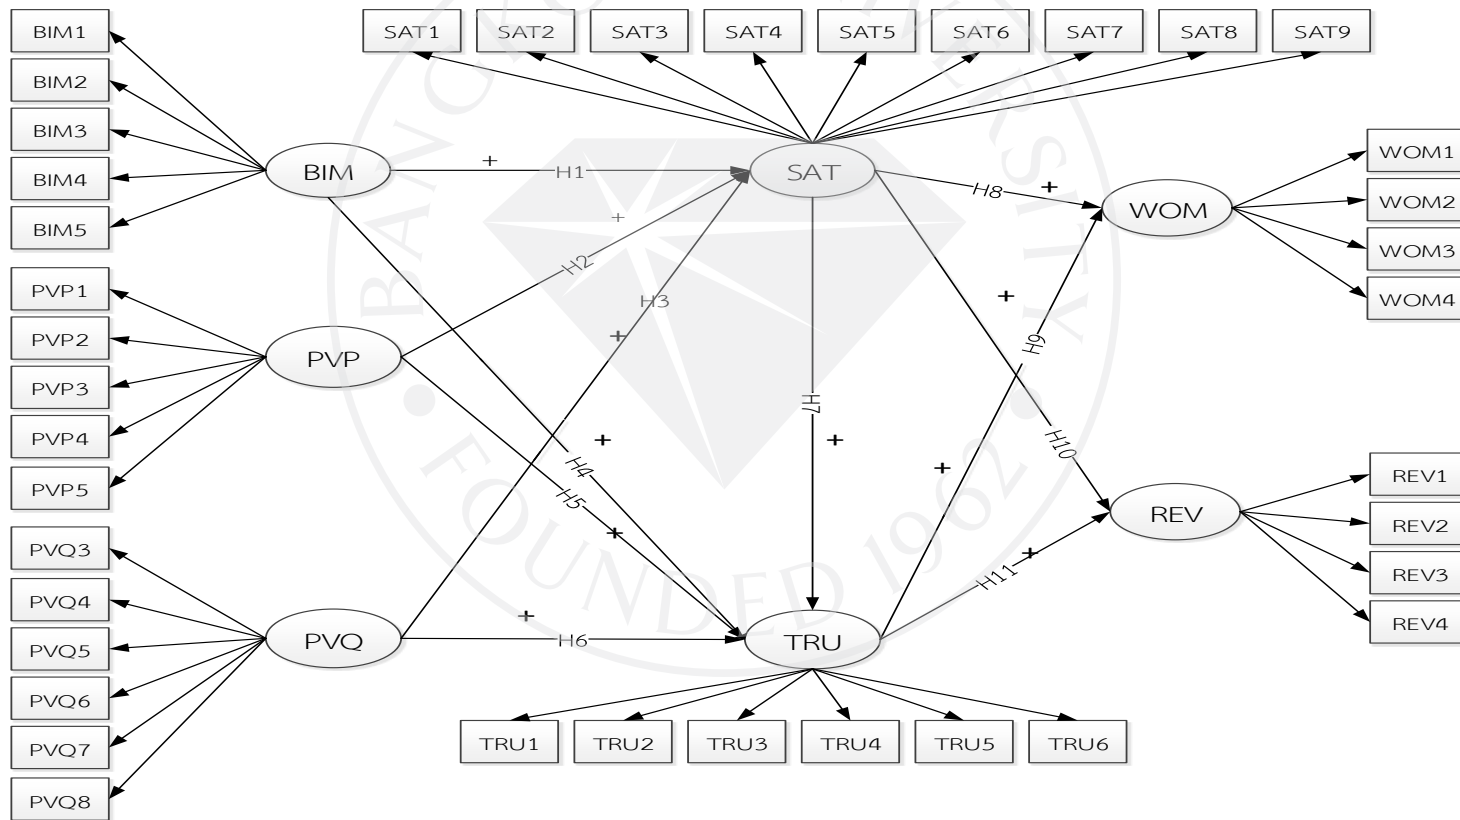 BIM1
BIM2
BIM3
BIM4
BIM5
PVP1
PVP2
PVP3
PVP4
PVP5
PVQ3
PVQ4
PVQ5
PVQ6
PVQ7
PVQ8
SAT1 SAT2 SAT3 SAT4 SAT5 SAT6 SAT7 SAT8 SAT9
BIM
PVP
PVQ
SAT
TRU
WOM
REV
+
H1
+
H2
H3
+
+
H4
H5
+
+
H6
H7
+
H8
+
+
H9
+
H10
H11
+
WOM1
WOM2
WOM3
WOM4
REV1
REV2
REV3
REV4
TRU1 TRU2 TRU3 TRU4 TRU5 TRU6
FOUNDED 1962